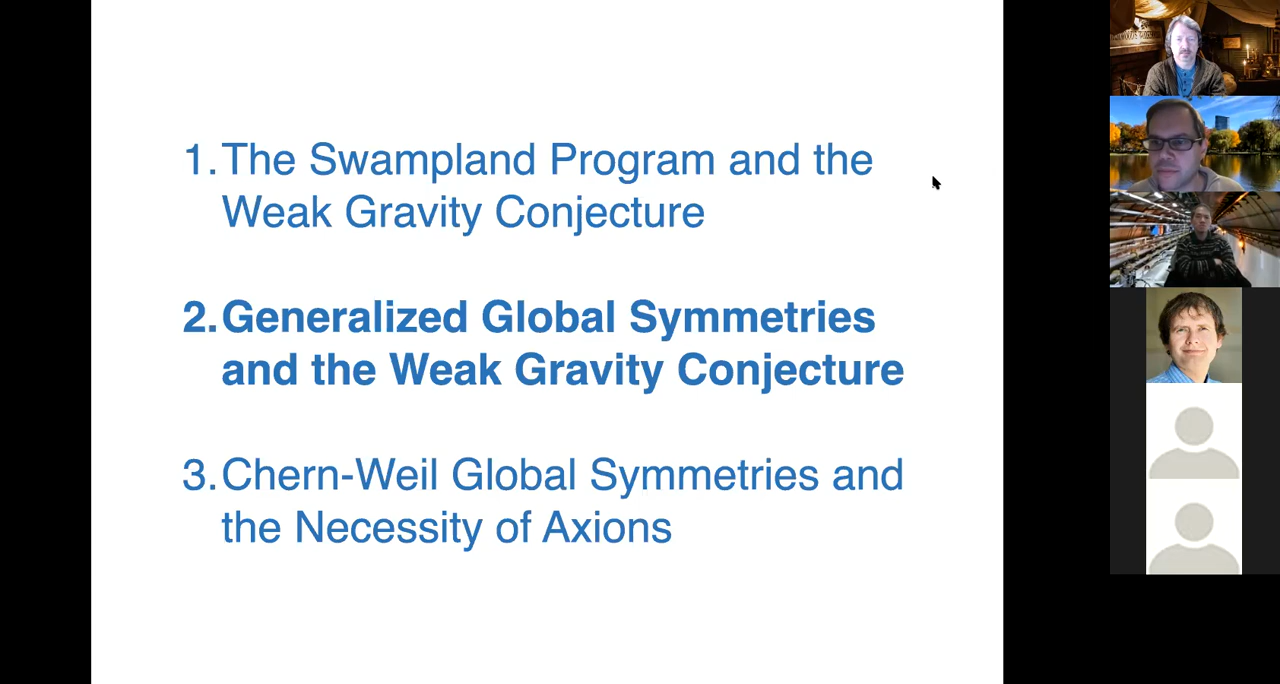 1. The Swampland Program and the
Weak Gravity Conjecture
2. Generalized Global Symmetries
and the Weak Gravity Conjecture
3. Chern-Weil Global Symmetries and
the Necessity of Axions